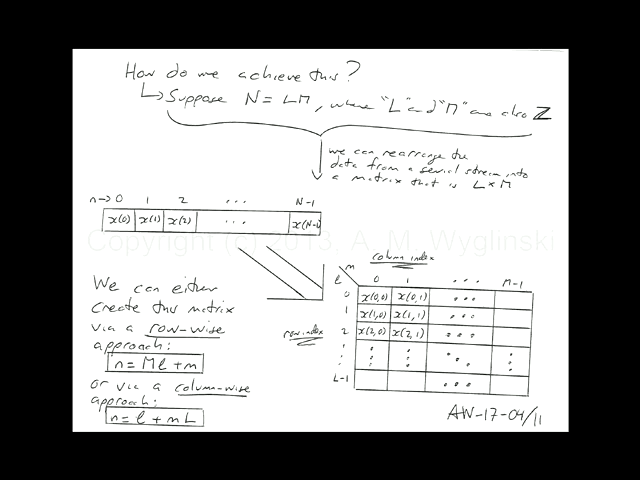 How do we achieve this?
↳ Suppose N = LM, where "L" and "M" are also Z
we can rearrange the
data from a serial stream into
a matrix that is L×M
n→ 0 1 2 ... N-1
x(0) x(1) x(2) ... x(N-1)
Copyright (c) 2013. A. M. Wyglinski
column index
m
l 0 1 ... M-1
0 x(0,0) x(0,1) ...
1 x(1,0) x(1,1) ...
row index
2 x(2,0) x(2,1) ...
L-1 ...
We can either
create this matrix
via a row-wise
approach:
n = Ml + m
or via a column-wise
approach:
n = l + mL
AW-17-04/11